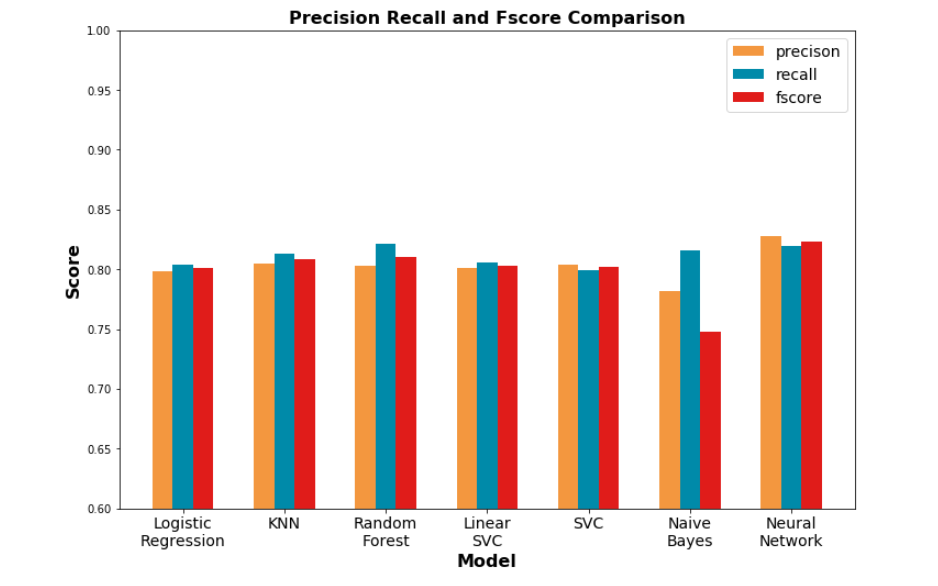 Precision Recall and Fscore Comparison
precison
recall
fscore
1.00
0.95
0.90
0.85
0.80
0.75
0.70
0.65
0.60
Score
Logistic
Regression
KNN
Random
Forest
Linear
SVC
SVC
Naive
Bayes
Neural
Network
Model